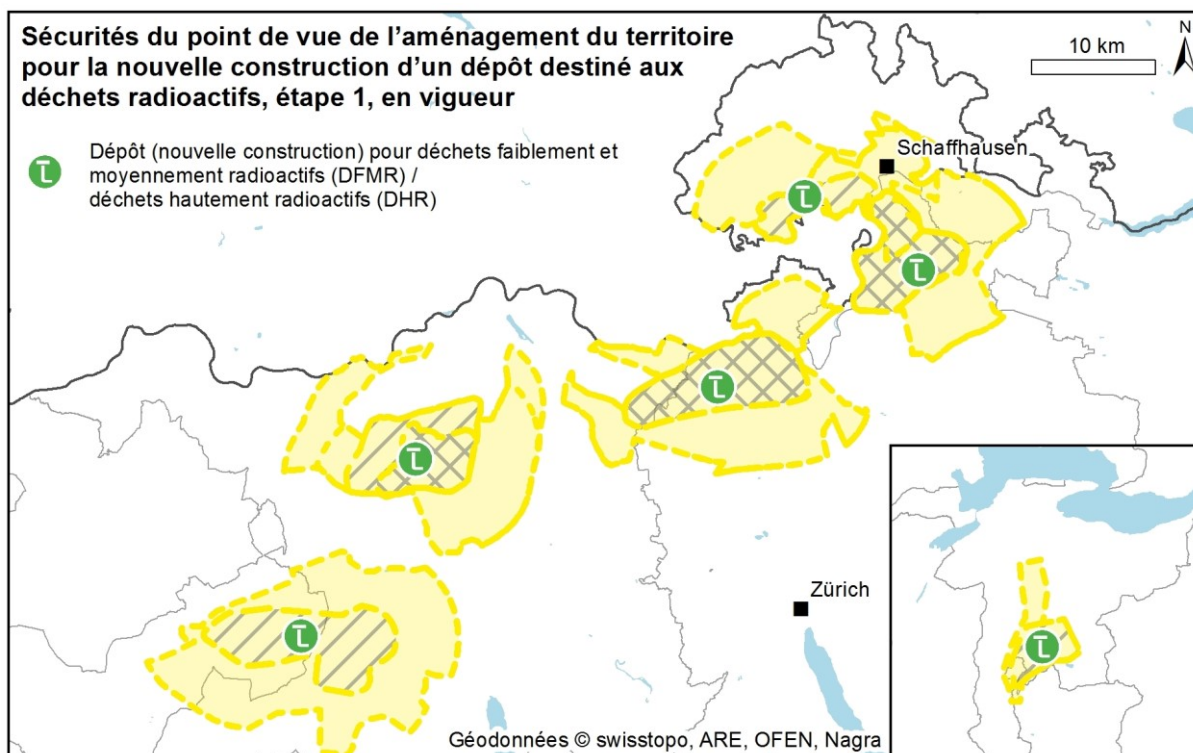 Sécurités du point de vue de l’aménagement du territoire
pour la nouvelle construction d’un dépôt destiné aux
déchets radioactifs, étape 1, en vigueur
Dépôt (nouvelle construction) pour déchets faiblement et
moyennement radioactifs (DFMR) /
déchets hautement radioactifs (DHR)
10 km
N
Schaffhausen
Zürich
Géodonnées © swisstopo, ARE, OFEN, Nagra